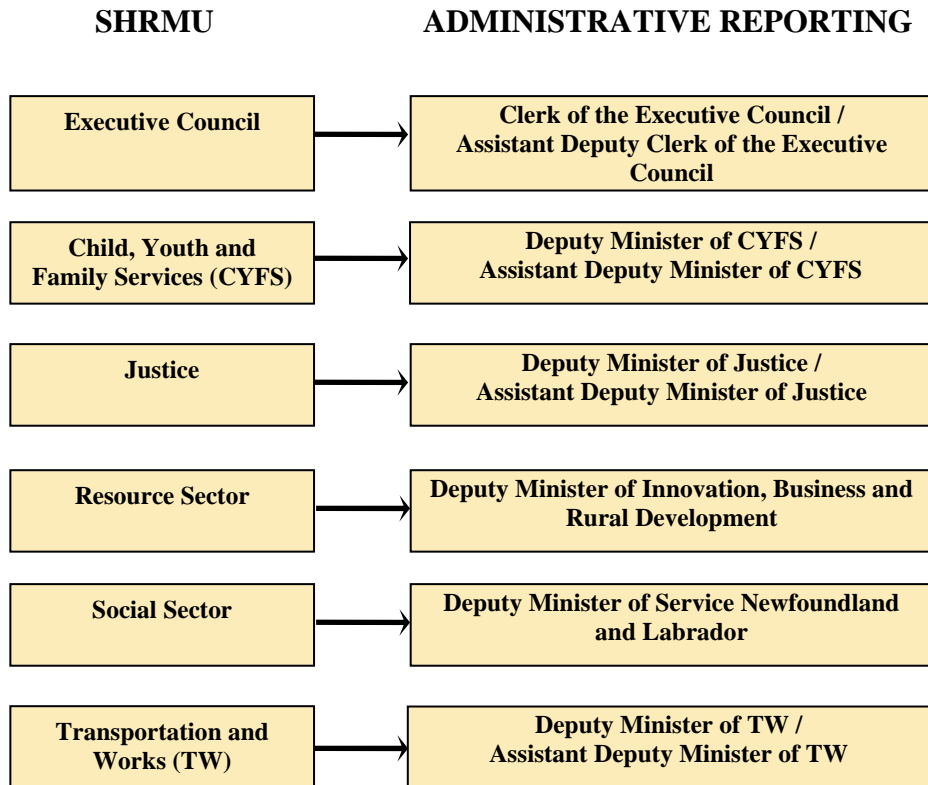 SHRMU
ADMINISTRATIVE REPORTING
Executive Council
Clerk of the Executive Council /
Assistant Deputy Clerk of the Executive
Council
Child, Youth and
Family Services (CYFS)
Deputy Minister of CYFS /
Assistant Deputy Minister of CYFS
Justice
Deputy Minister of Justice /
Assistant Deputy Minister of Justice
Resource Sector
Deputy Minister of Innovation, Business and
Rural Development
Social Sector
Deputy Minister of Service Newfoundland
and Labrador
Transportation and
Works (TW)
Deputy Minister of TW /
Assistant Deputy Minister of TW